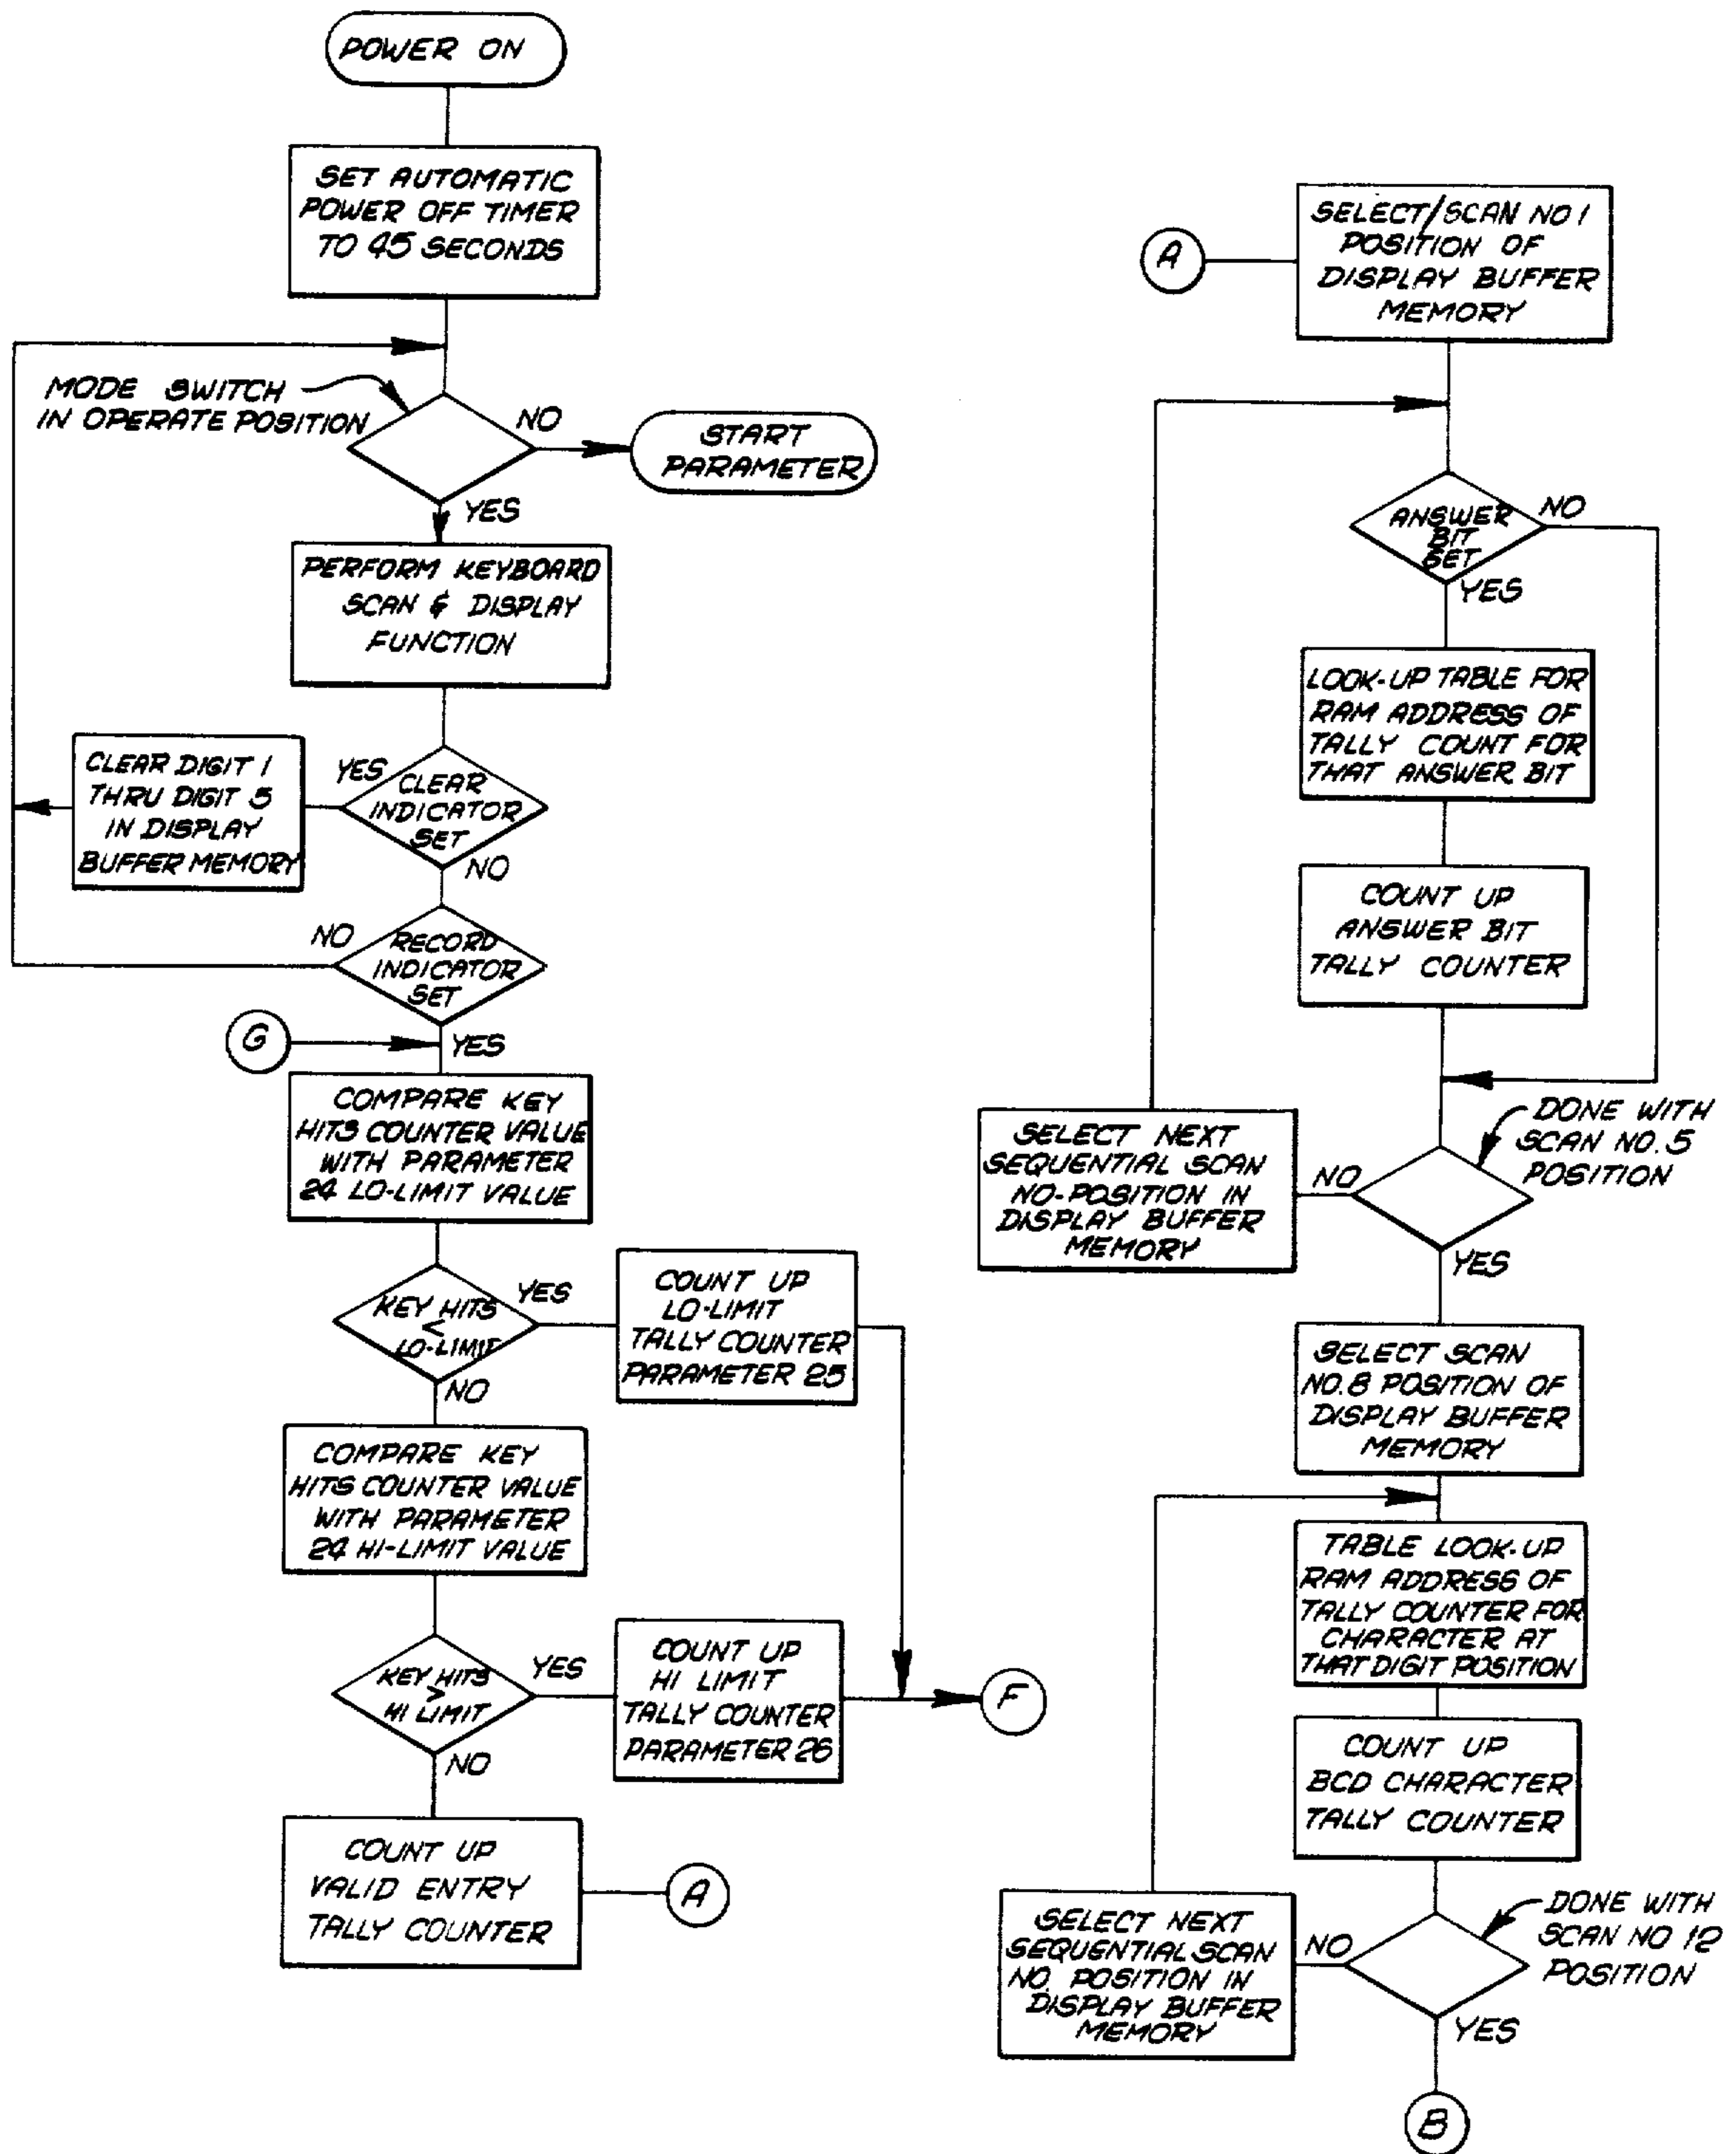 POWER ON
SET AUTOMATIC
POWER OFF TIMER
TO 45 SECONDS
MODE SWITCH
IN OPERATE POSITION
NO
START
PARAMETER
YES
PERFORM KEYBOARD
SCAN & DISPLAY
FUNCTION
CLEAR DIGIT 1
THRU DIGIT 5
IN DISPLAY
BUFFER MEMORY
YES
CLEAR
INDICATOR
SET
NO
NO
RECORD
INDICATOR
SET
G
YES
COMPARE KEY
HITS COUNTER VALUE
WITH PARAMETER
24 LO-LIMIT VALUE
KEY HITS
<
LO-LIMIT
YES
COUNT UP
LO-LIMIT
TALLY COUNTER
PARAMETER 25
NO
COMPARE KEY
HITS COUNTER VALUE
WITH PARAMETER
24 HI-LIMIT VALUE
KEY HITS
>
HI LIMIT
YES
COUNT UP
HI LIMIT
TALLY COUNTER
PARAMETER 26
F
NO
COUNT UP
VALID ENTRY
TALLY COUNTER
A
A
SELECT/SCAN NO 1
POSITION OF
DISPLAY BUFFER
MEMORY
ANSWER
BIT
SET
NO
YES
LOOK-UP TABLE FOR
RAM ADDRESS OF
TALLY COUNT FOR
THAT ANSWER BIT
COUNT UP
ANSWER BIT
TALLY COUNTER
DONE WITH
SCAN NO. 5
POSITION
SELECT NEXT
SEQUENTIAL SCAN
NO-POSITION IN
DISPLAY BUFFER
MEMORY
NO
YES
SELECT SCAN
NO. 8 POSITION OF
DISPLAY BUFFER
MEMORY
TABLE LOOK-UP
RAM ADDRESS OF
TALLY COUNTER FOR
CHARACTER AT
THAT DIGIT POSITION
COUNT UP
BCD CHARACTER
TALLY COUNTER
DONE WITH
SCAN NO 12
POSITION
SELECT NEXT
SEQUENTIAL SCAN
NO. POSITION IN
DISPLAY BUFFER
MEMORY
NO
YES
B